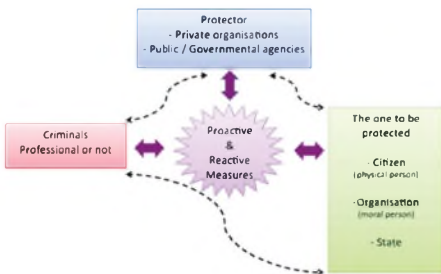 Protector
- Private organisations
- Public / Governmental agencies
Criminals
Professional or not
Proactive
&
Reactive
Measures
The one to be
protected
- Citizen
(physical person)
- Organisation
(moral person)
- State